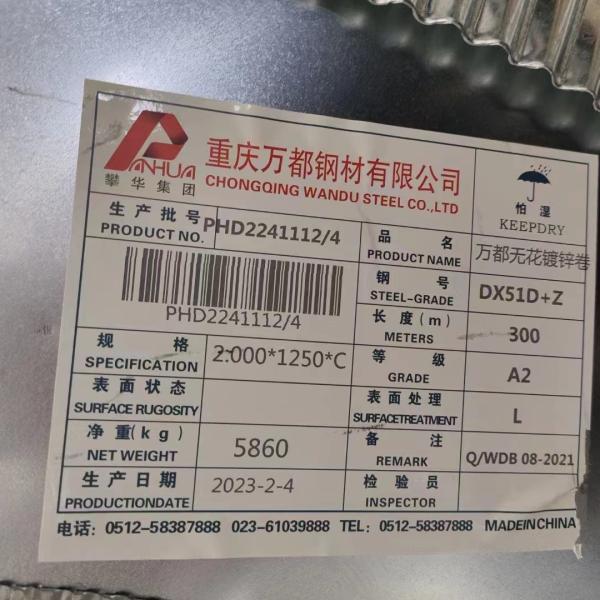 PANHUA
攀华集团
重庆万都钢材有限公司
CHONGQING WANDU STEEL CO.,LTD
怕湿
KEEPDRY
生产批号
PRODUCT NO.
PHD2241112/4
品名
PRODUCT NAME
万都无花镀锌卷
PHD2241112/4
钢号
STEEL-GRADE
DX51D+Z
长度(m)
METERS
300
规格
SPECIFICATION
2.000*1250*C
等级
GRADE
A2
表面状态
SURFACE RUGOSITY
表面处理
SURFACETREATMENT
L
净重(kg)
NET WEIGHT
5860
备注
REMARK
Q/WDB 08-2021
生产日期
PRODUCTIONDATE
2023-2-4
检验员
INSPECTOR
电话: 0512-58387888 023-61039888 TEL: 0512-58387888 MADEINCHINA